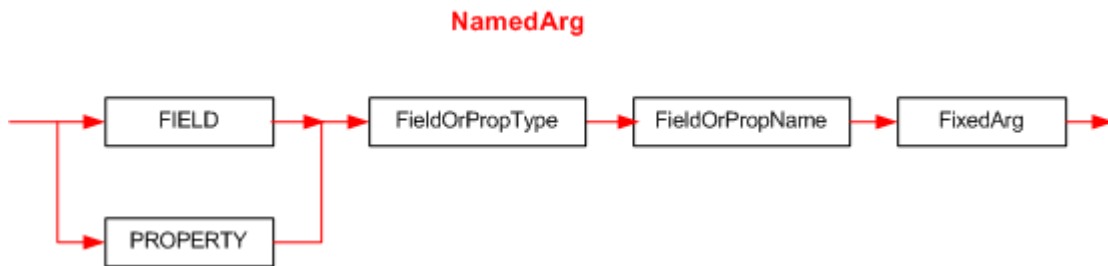 NamedArg
FIELD
FieldOrPropType
FieldOrPropName
FixedArg
PROPERTY